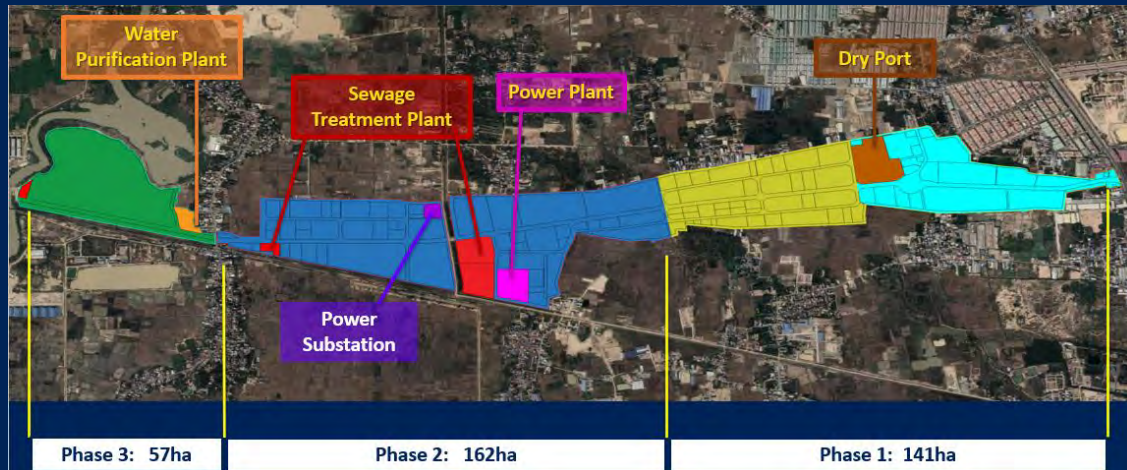 Water
Purification Plant
Sewage
Treatment Plant
Power Plant
Dry Port
Power
Substation
Phase 3: 57ha
Phase 2: 162ha
Phase 1: 141ha